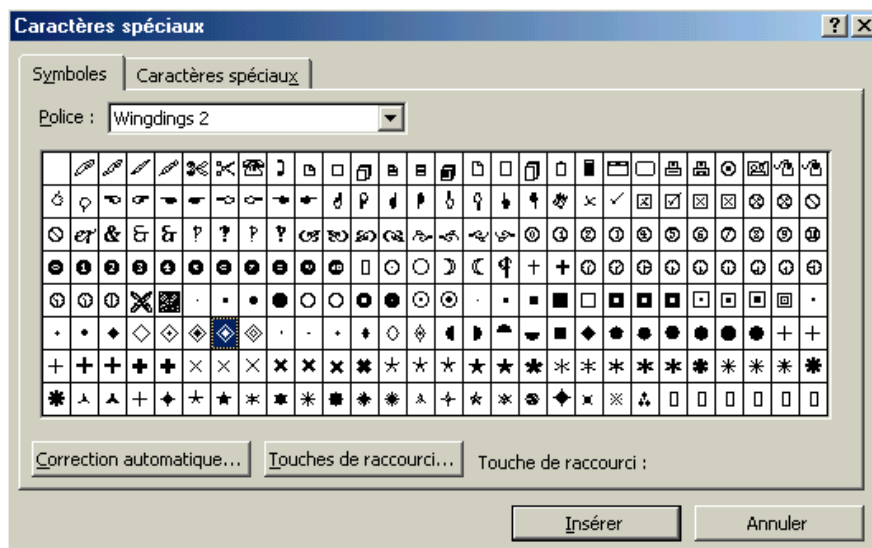 Caractères spéciaux
Symboles Caractères spéciaux
Police : Wingdings 2
Correction automatique... Touches de raccourci... Touche de raccourci :
Insérer Annuler